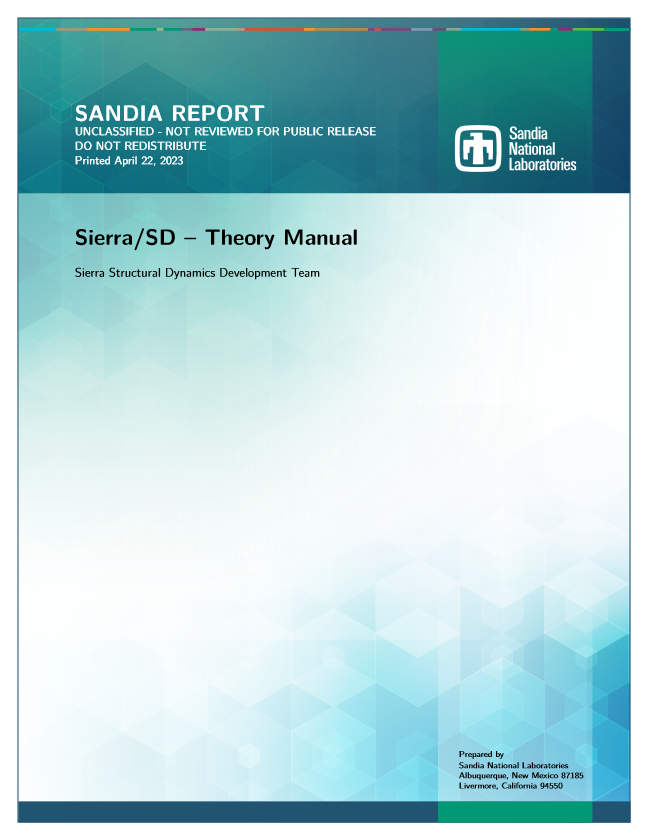 SANDIA REPORT
UNCLASSIFIED - NOT REVIEWED FOR PUBLIC RELEASE
DO NOT REDISTRIBUTE
Printed April 22, 2023
Sandia
National
Laboratories
Sierra/SD – Theory Manual
Sierra Structural Dynamics Development Team
Prepared by
Sandia National Laboratories
Albuquerque, New Mexico 87185
Livermore, California 94550